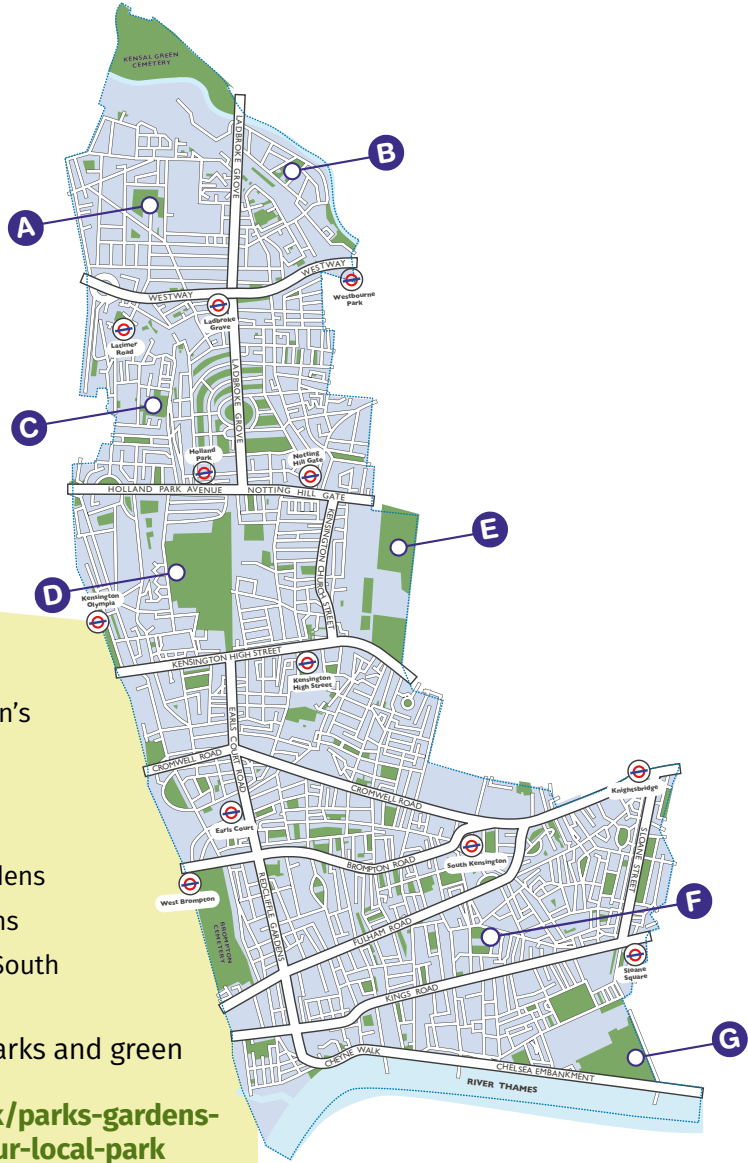 KENSAL GREEN
CEMETERY
LADBROKE GROVE
B
A
WESTWAY
WESTWAY
Westbourne
Park
Ladbroke
Grove
Latimer
Road
LADBROKE GROVE
C
Holland
Park
Notting
Hill Gate
HOLLAND PARK AVENUE
NOTTING HILL GATE
KENSINGTON CHURCH STREET
E
D
Kensington
Olympia
KENSINGTON HIGH STREET
Kensington
High Street
n's
EARLS COURT ROAD
CROMWELL ROAD
CROMWELL ROAD
Knightsbridge
Earls Court
SLOANE STREET
BROMPTON ROAD
South Kensington
dens
West Brompton
REDCLIFFE GARDENS
ns
BROMPTON
CEMETERY
FULHAM ROAD
F
South
Sloane
Square
KINGS ROAD
arks and green
G
CHEYNE WALK
CHELSEA EMBANKMENT
RIVER THAMES
k/parks-gardens-
ur-local-park